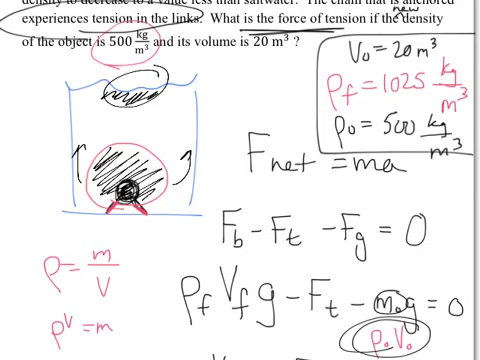 density to decrease to a value less than saltwater. The chain that is anchored
experiences tension in the links. What is the force of tension if the new density
of the object is 500 kg/m³ and its volume is 20 m³ ?
V₀ = 20 m³
ρf = 1025 kg/m³
ρ₀ = 500 kg/m³
Fnet = ma
Fb - Ft - Fg = 0
ρ = m/V
ρf Vf g - Ft - m₀g = 0
ρV = m
ρ₀V₀